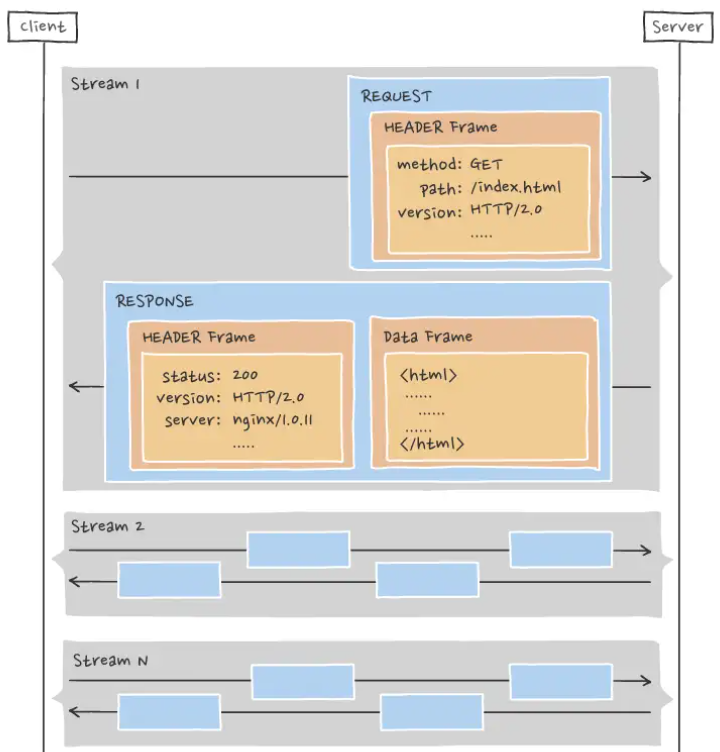 client
Server
Stream 1
REQUEST
HEADER Frame
method: GET
path: /index.html
version: HTTP/2.0
.....
RESPONSE
HEADER Frame
status: 200
version: HTTP/2.0
server: nginx/1.0.11
.....
Data Frame
<html>
......
......
......
</html>
Stream 2
Stream N